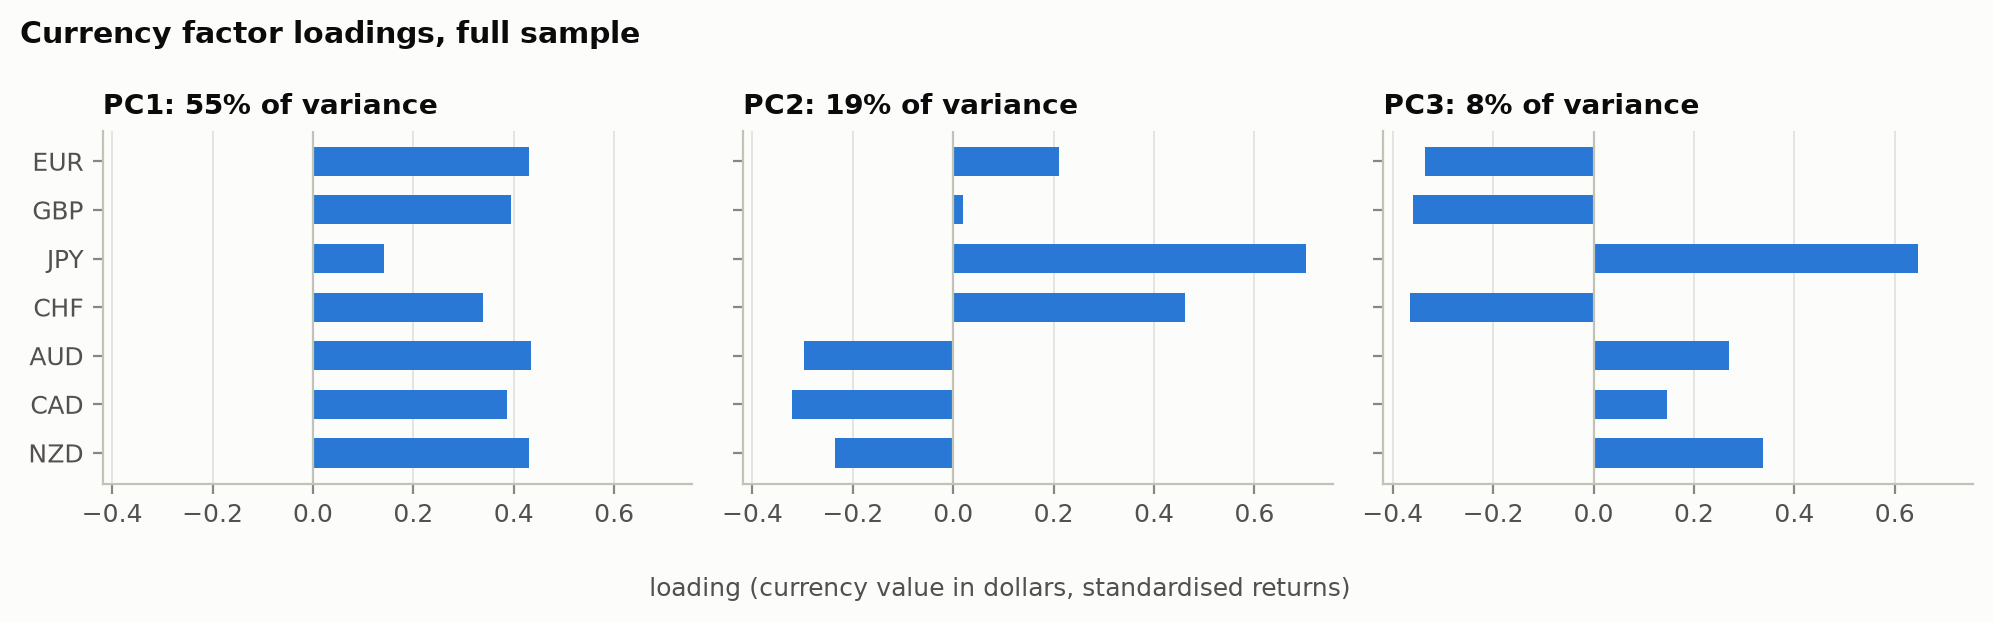 Currency factor loadings, full sample
PC1: 55% of variance
PC2: 19% of variance
PC3: 8% of variance
EUR
GBP
JPY
CHF
AUD
CAD
NZD
−0.4 −0.2 0.0 0.2 0.4 0.6
−0.4 −0.2 0.0 0.2 0.4 0.6
−0.4 −0.2 0.0 0.2 0.4 0.6
loading (currency value in dollars, standardised returns)